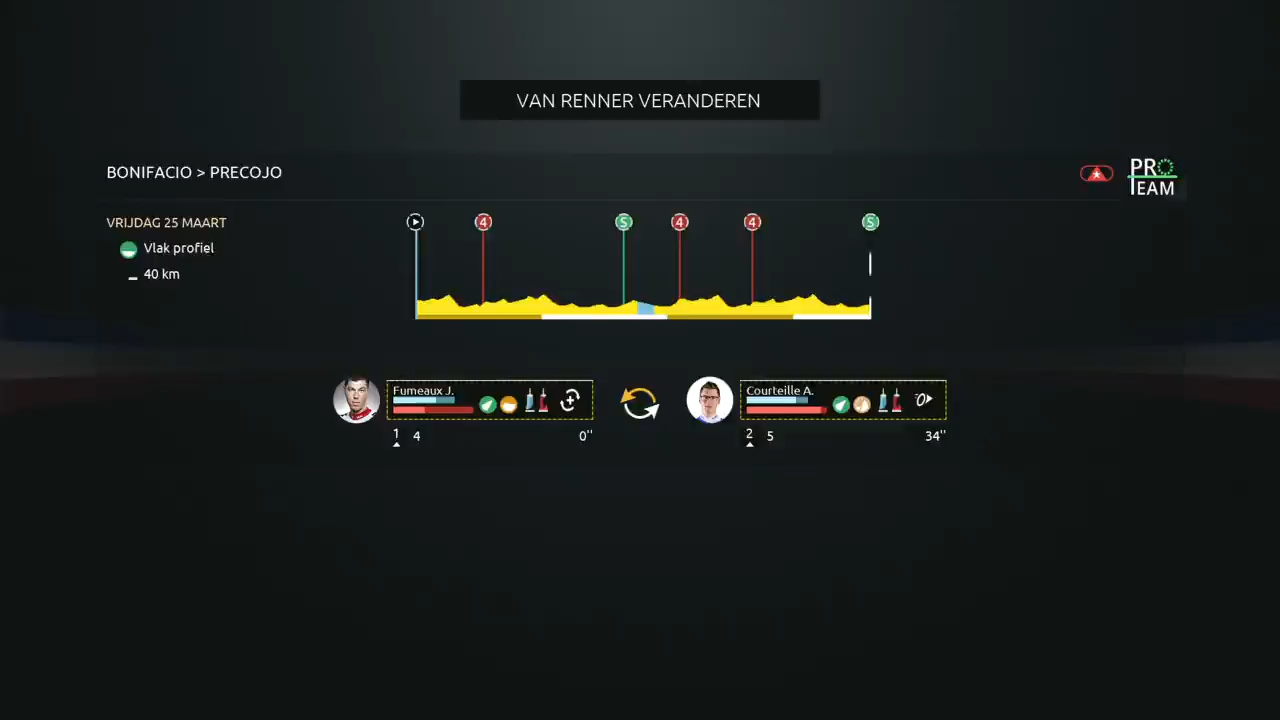 VAN RENNER VERANDEREN
BONIFACIO > PRECOJO
PRO TEAM
VRIJDAG 25 MAART
Vlak profiel
40 km
4 S 4 4 S
Fumeaux J.
1 4 0''
Courteille A.
2 5 34''